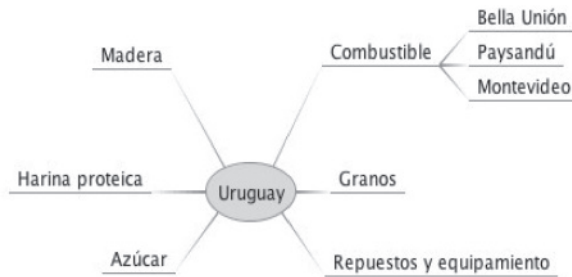 Bella Unión
Madera
Combustible
Paysandú
Montevideo
Harina proteica
Uruguay
Granos
Azúcar
Repuestos y equipamiento